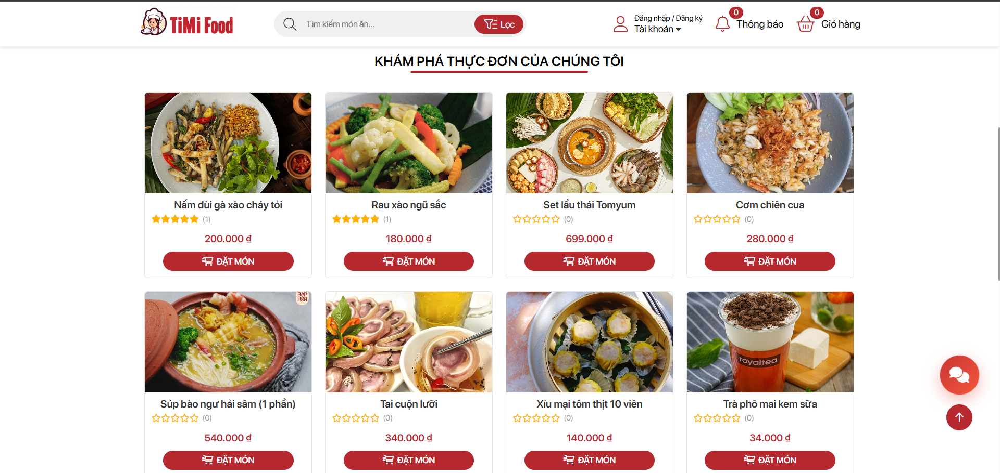 TiMi Food
Tìm kiếm món ăn...
Lọc
Đăng nhập / Đăng ký
Tài khoản
0
Thông báo
0
Giỏ hàng
KHÁM PHÁ THỰC ĐƠN CỦA CHÚNG TÔI
Nấm đùi gà xào cháy tỏi
(1)
200.000 ₫
ĐẶT MÓN
Rau xào ngũ sắc
(1)
180.000 ₫
ĐẶT MÓN
Set lẩu thái Tomyum
(0)
699.000 ₫
ĐẶT MÓN
Cơm chiên cua
(0)
280.000 ₫
ĐẶT MÓN
BẾP
HOA
Súp bào ngư hải sâm (1 phần)
(0)
540.000 ₫
ĐẶT MÓN
Tai cuộn lưỡi
(0)
340.000 ₫
ĐẶT MÓN
Xíu mại tôm thịt 10 viên
(0)
140.000 ₫
ĐẶT MÓN
royaltea
Trà phô mai kem sữa
(0)
34.000 ₫
ĐẶT MÓN